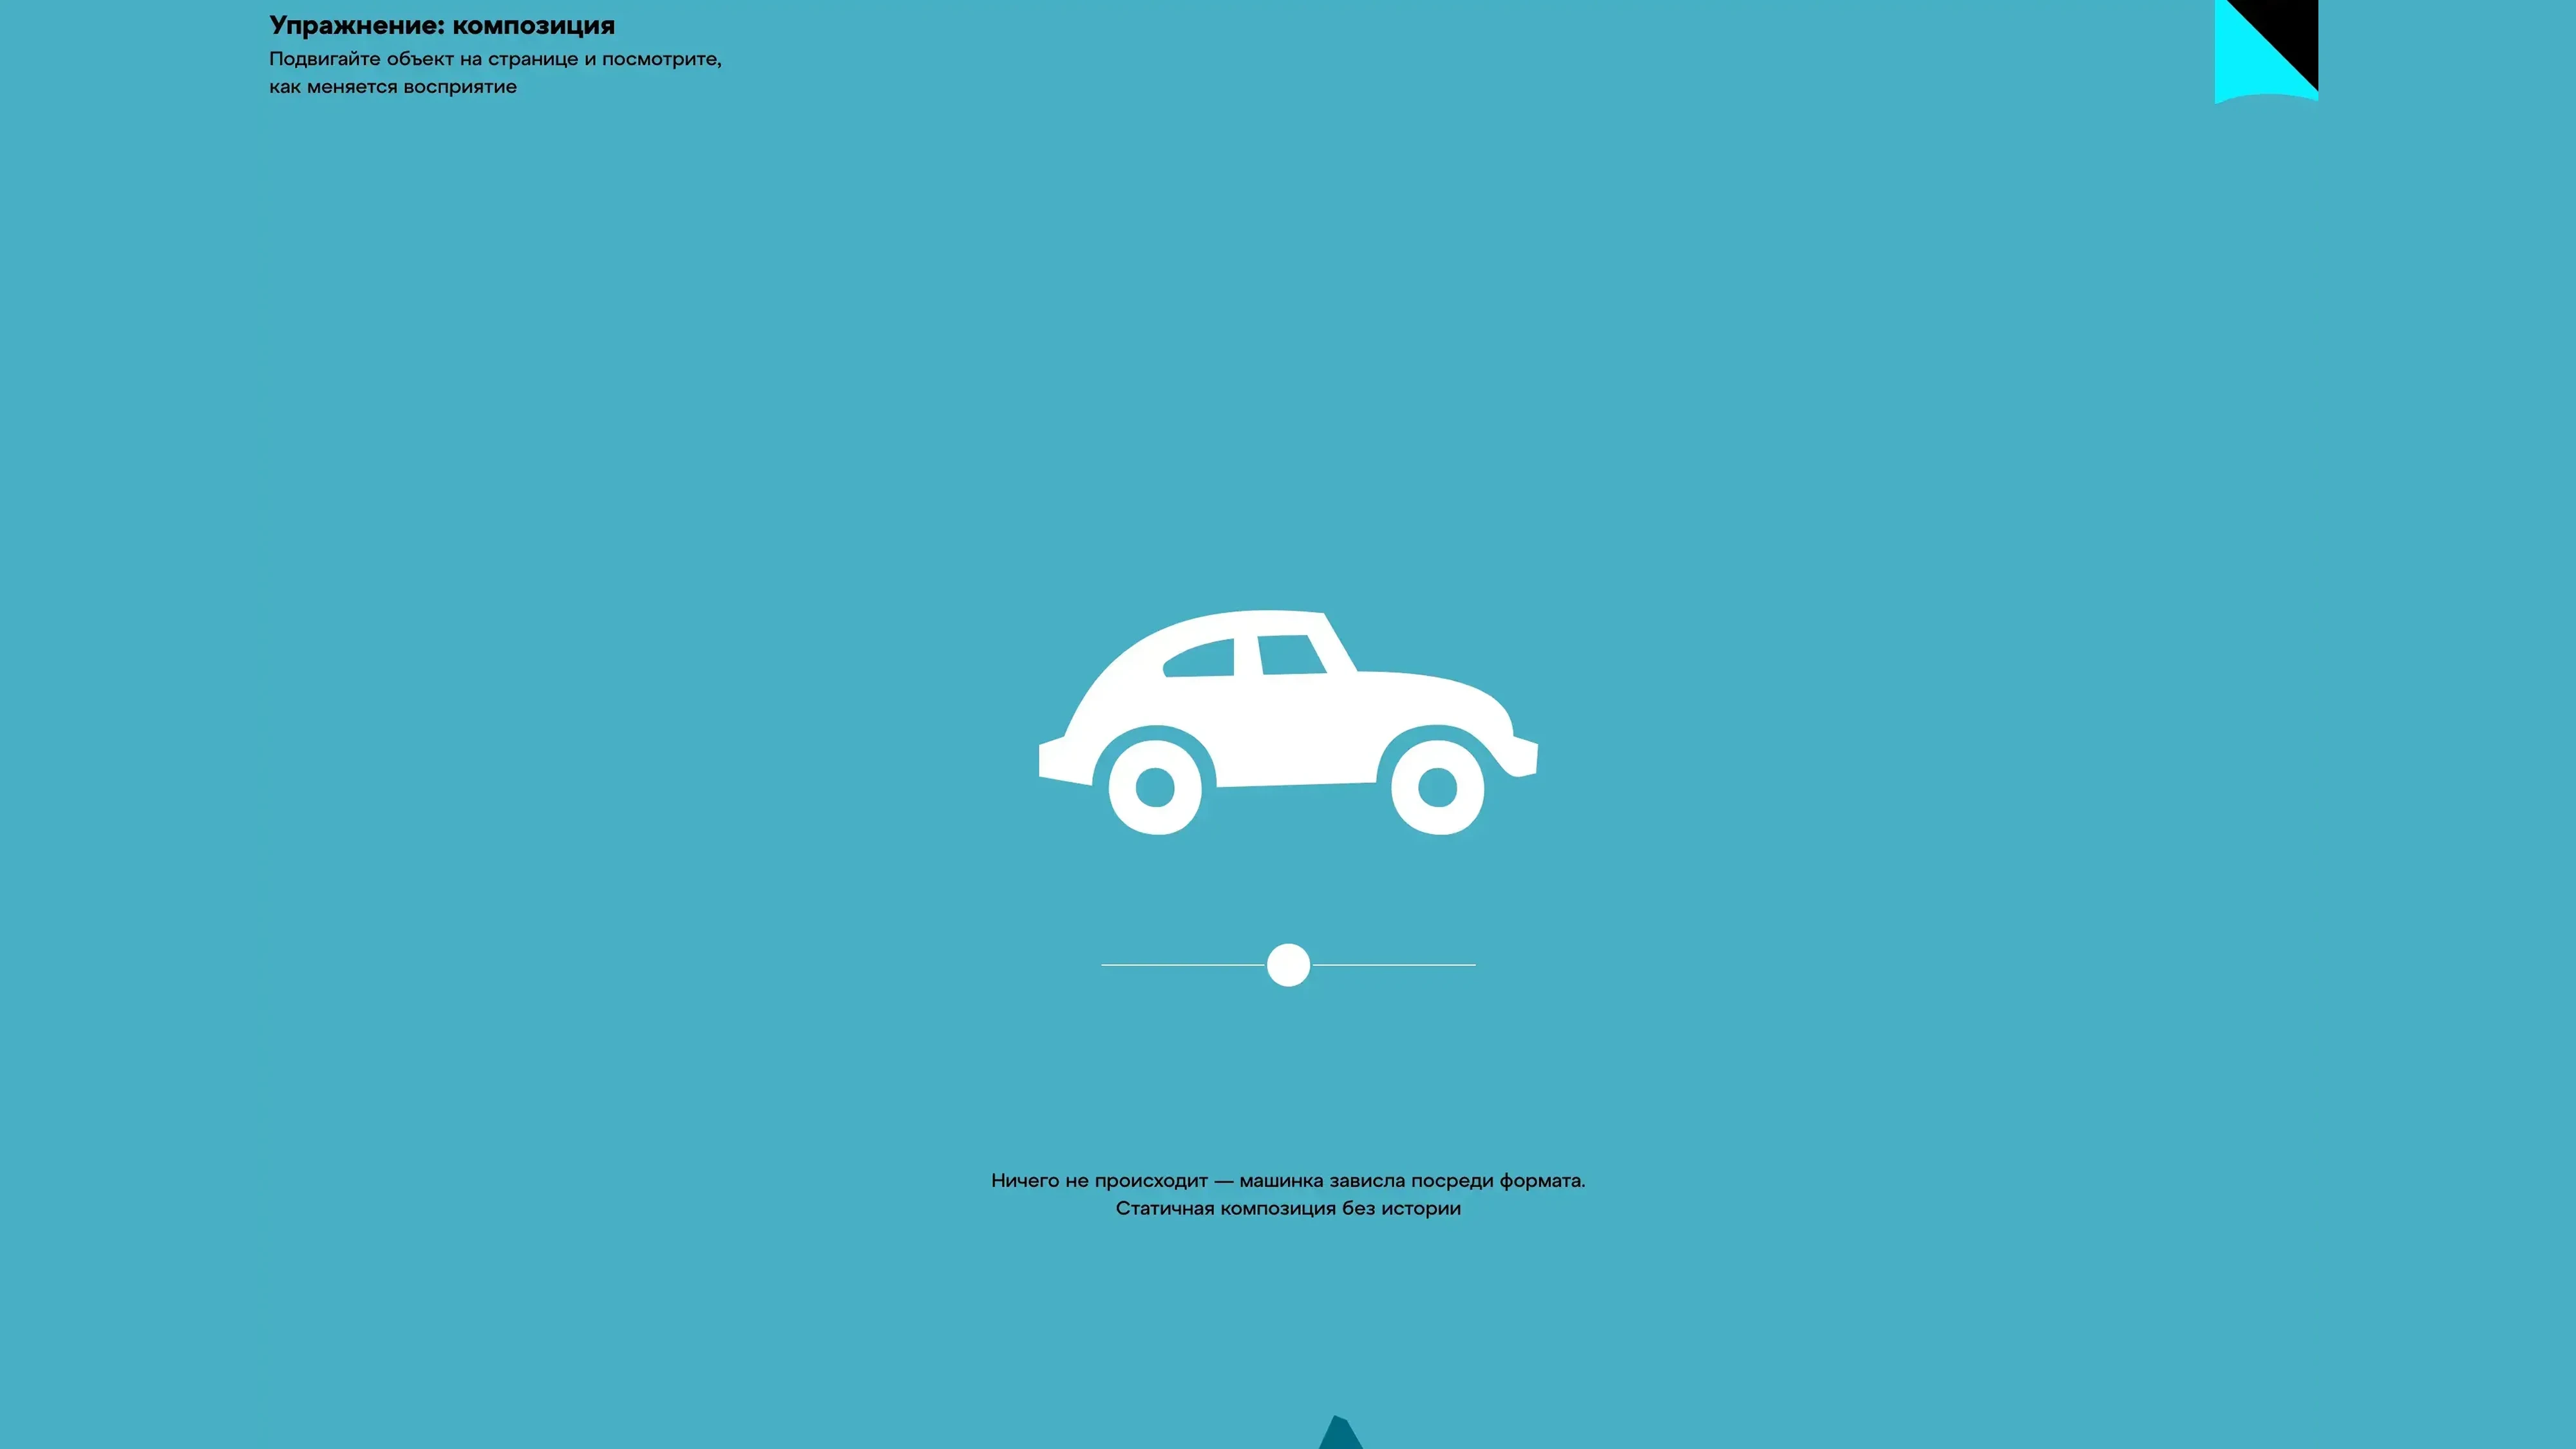 Упражнение: композиция
Подвигайте объект на странице и посмотрите,
как меняется восприятие
Ничего не происходит — машинка зависла посреди формата.
Статичная композиция без истории